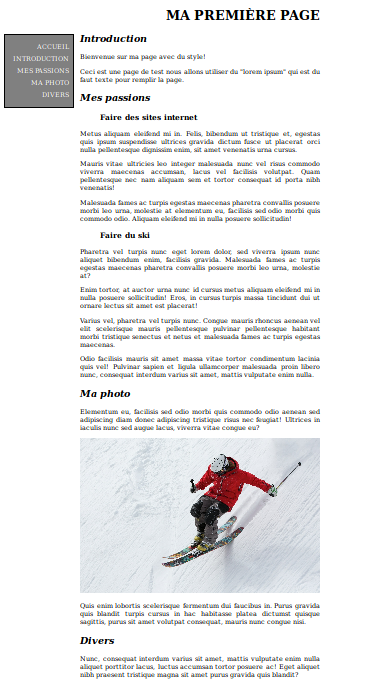 MA PREMIÈRE PAGE
ACCUEIL
INTRODUCTION
MES PASSIONS
MA PHOTO
DIVERS
Introduction
Bienvenue sur ma page avec du style!
Ceci est une page de test nous allons utiliser du "lorem ipsum" qui est du
faut texte pour remplir la page.
Mes passions
Faire des sites internet
Metus aliquam eleifend mi in. Felis, bibendum ut tristique et, egestas
quis ipsum suspendisse ultrices gravida dictum fusce ut placerat orci
nulla pellentesque dignissim enim, sit amet venenatis urna cursus.
Mauris vitae ultricies leo integer malesuada nunc vel risus commodo
viverra maecenas accumsan, lacus vel facilisis volutpat. Quam
pellentesque nec nam aliquam sem et tortor consequat id porta nibh
venenatis!
Malesuada fames ac turpis egestas maecenas pharetra convallis posuere
morbi leo urna, molestie at elementum eu, facilisis sed odio morbi quis
commodo odio. Aliquam eleifend mi in nulla posuere sollicitudin!
Faire du ski
Pharetra vel turpis nunc eget lorem dolor, sed viverra ipsum nunc
aliquet bibendum enim, facilisis gravida. Malesuada fames ac turpis
egestas maecenas pharetra convallis posuere morbi leo urna, molestie
at?
Enim tortor, at auctor urna nunc id cursus metus aliquam eleifend mi in
nulla posuere sollicitudin! Eros, in cursus turpis massa tincidunt dui ut
ornare lectus sit amet est placerat!
Varius vel, pharetra vel turpis nunc. Congue mauris rhoncus aenean vel
elit scelerisque mauris pellentesque pulvinar pellentesque habitant
morbi tristique senectus et netus et malesuada fames ac turpis egestas
maecenas.
Odio facilisis mauris sit amet massa vitae tortor condimentum lacinia
quis vel! Pulvinar sapien et ligula ullamcorper malesuada proin libero
nunc, consequat interdum varius sit amet, mattis vulputate enim nulla.
Ma photo
Elementum eu, facilisis sed odio morbi quis commodo odio aenean sed
adipiscing diam donec adipiscing tristique risus nec feugiat! Ultrices in
iaculis nunc sed augue lacus, viverra vitae congue eu?
Quis enim lobortis scelerisque fermentum dui faucibus in. Purus gravida
quis blandit turpis cursus in hac habitasse platea dictumst quisque
sagittis, purus sit amet volutpat consequat, mauris nunc congue nisi.
Divers
Nunc, consequat interdum varius sit amet, mattis vulputate enim nulla
aliquet porttitor lacus, luctus accumsan tortor posuere ac! Eget aliquet
nibh praesent tristique magna sit amet purus gravida quis blandit?